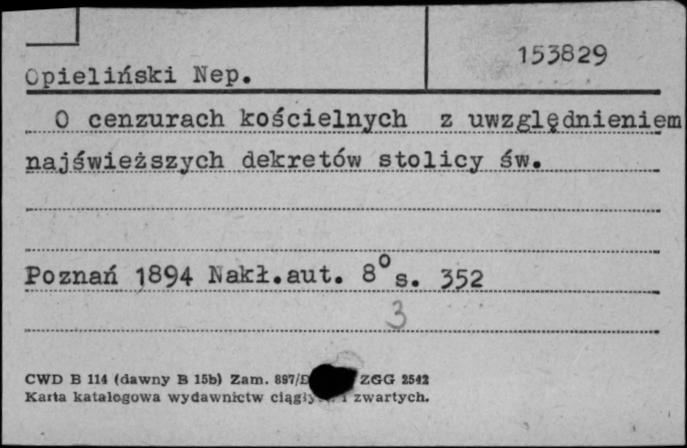 153829
Opieliński Nep.
O cenzurach kościelnych z uwzględnieniem
najświeższych dekretów stolicy św.
Poznań 1894 Nakł.aut. 8° s. 352
3
CWD B 114 (dawny B 15b) Zam. ZGG 2542
Karta katalogowa wydawnictw i zwartych.